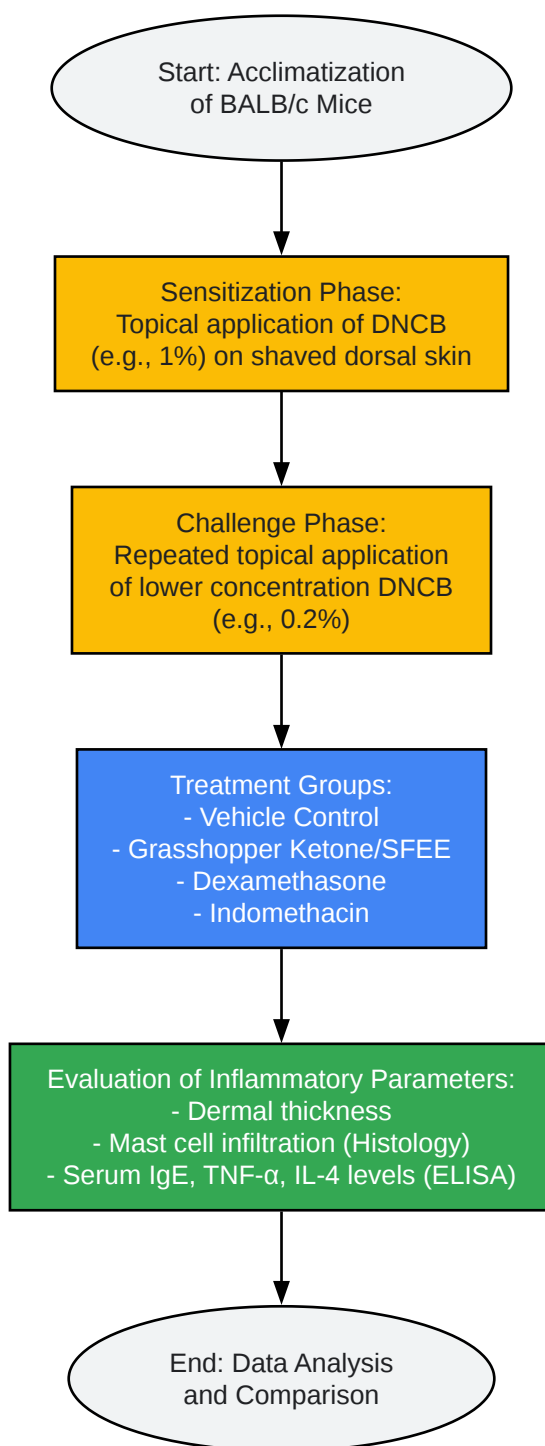 Start: Acclimatization
of BALB/c Mice
Sensitization Phase:
Topical application of DNCB
(e.g., 1%) on shaved dorsal skin
Challenge Phase:
Repeated topical application
of lower concentration DNCB
(e.g., 0.2%)
Treatment Groups:
- Vehicle Control
- Grasshopper Ketone/SFEE
- Dexamethasone
- Indomethacin
Evaluation of Inflammatory Parameters:
- Dermal thickness
- Mast cell infiltration (Histology)
- Serum IgE, TNF-α, IL-4 levels (ELISA)
End: Data Analysis
and Comparison